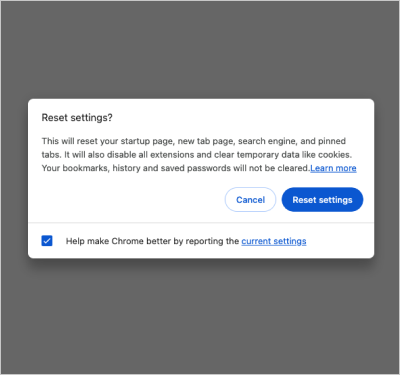 Reset settings?
This will reset your startup page, new tab page, search engine, and pinned
tabs. It will also disable all extensions and clear temporary data like cookies.
Your bookmarks, history and saved passwords will not be cleared.Learn more
Cancel Reset settings
Help make Chrome better by reporting the current settings